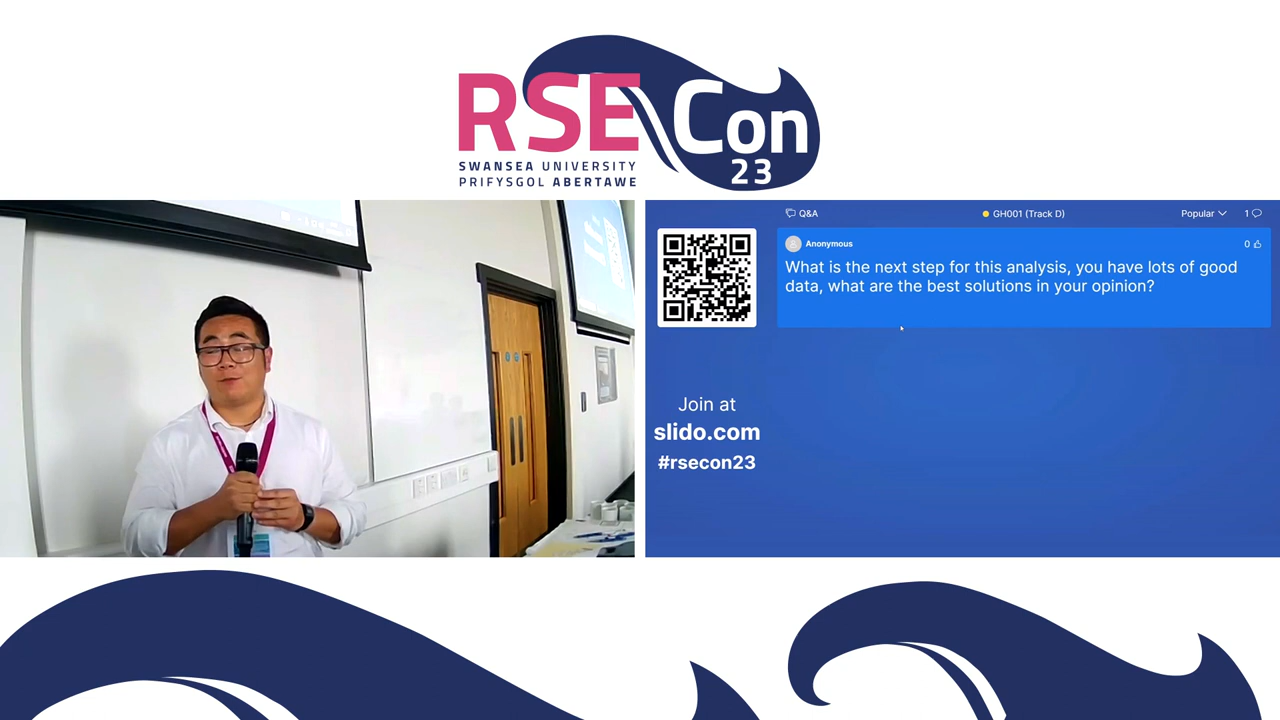 RSE Con
23
SWANSEA UNIVERSITY
PRIFYSGOL ABERTAWE
Q&A
GH001 (Track D)
Popular
1
Anonymous
0
What is the next step for this analysis, you have lots of good
data, what are the best solutions in your opinion?
Join at
slido.com
#rsecon23